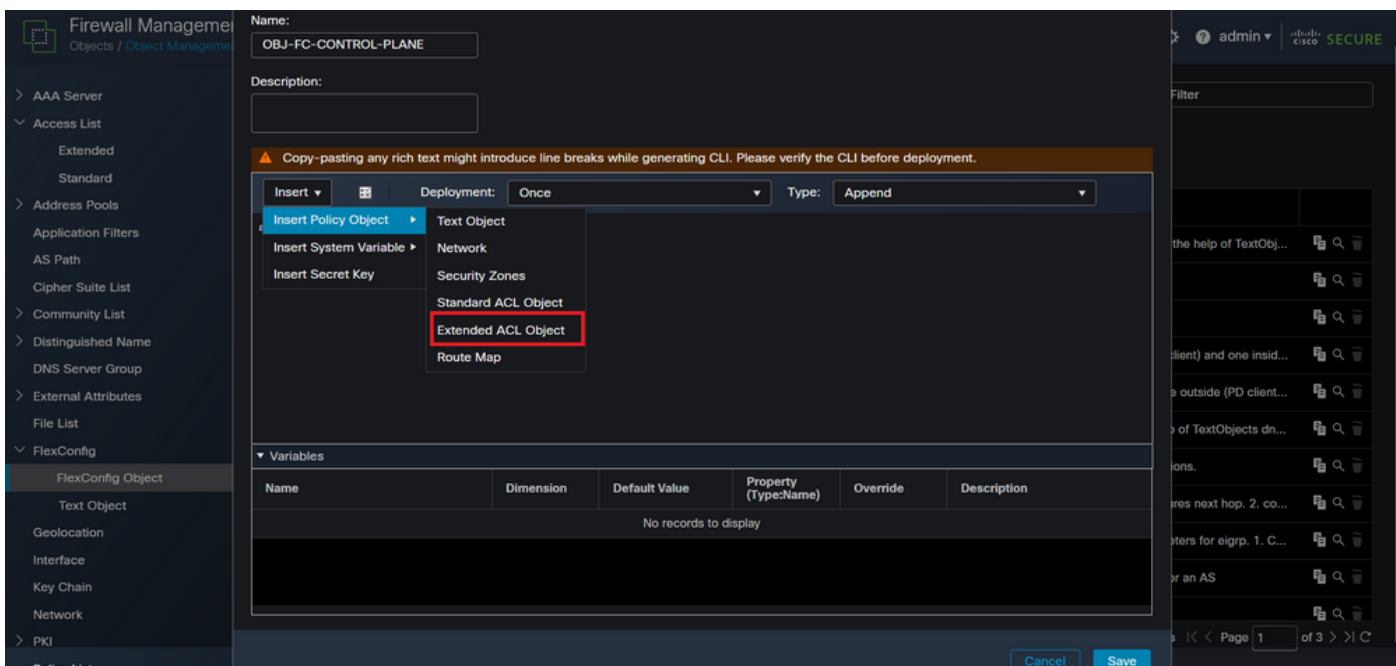 Firewall Manageme
Objects / Object Manageme
AAA Server
Access List
Extended
Standard
Address Pools
Application Filters
AS Path
Cipher Suite List
Community List
Distinguished Name
DNS Server Group
External Attributes
File List
FlexConfig
FlexConfig Object
Text Object
Geolocation
Interface
Key Chain
Network
PKI
Name:
OBJ-FC-CONTROL-PLANE
Description:
Copy-pasting any rich text might introduce line breaks while generating CLI. Please verify the CLI before deployment.
Insert Deployment: Once Type: Append
Insert Policy Object
Insert System Variable
Insert Secret Key
Text Object
Network
Security Zones
Standard ACL Object
Extended ACL Object
Route Map
Variables
Name Dimension Default Value Property (Type:Name) Override Description
No records to display
Cancel Save
admin cisco SECURE
Filter
the help of TextObj...
client) and one insid...
outside (PD client...
of TextObjects dn...
ions.
ures next hop. 2. co...
eters for eigrp. 1. C...
or an AS
Page 1 of 3